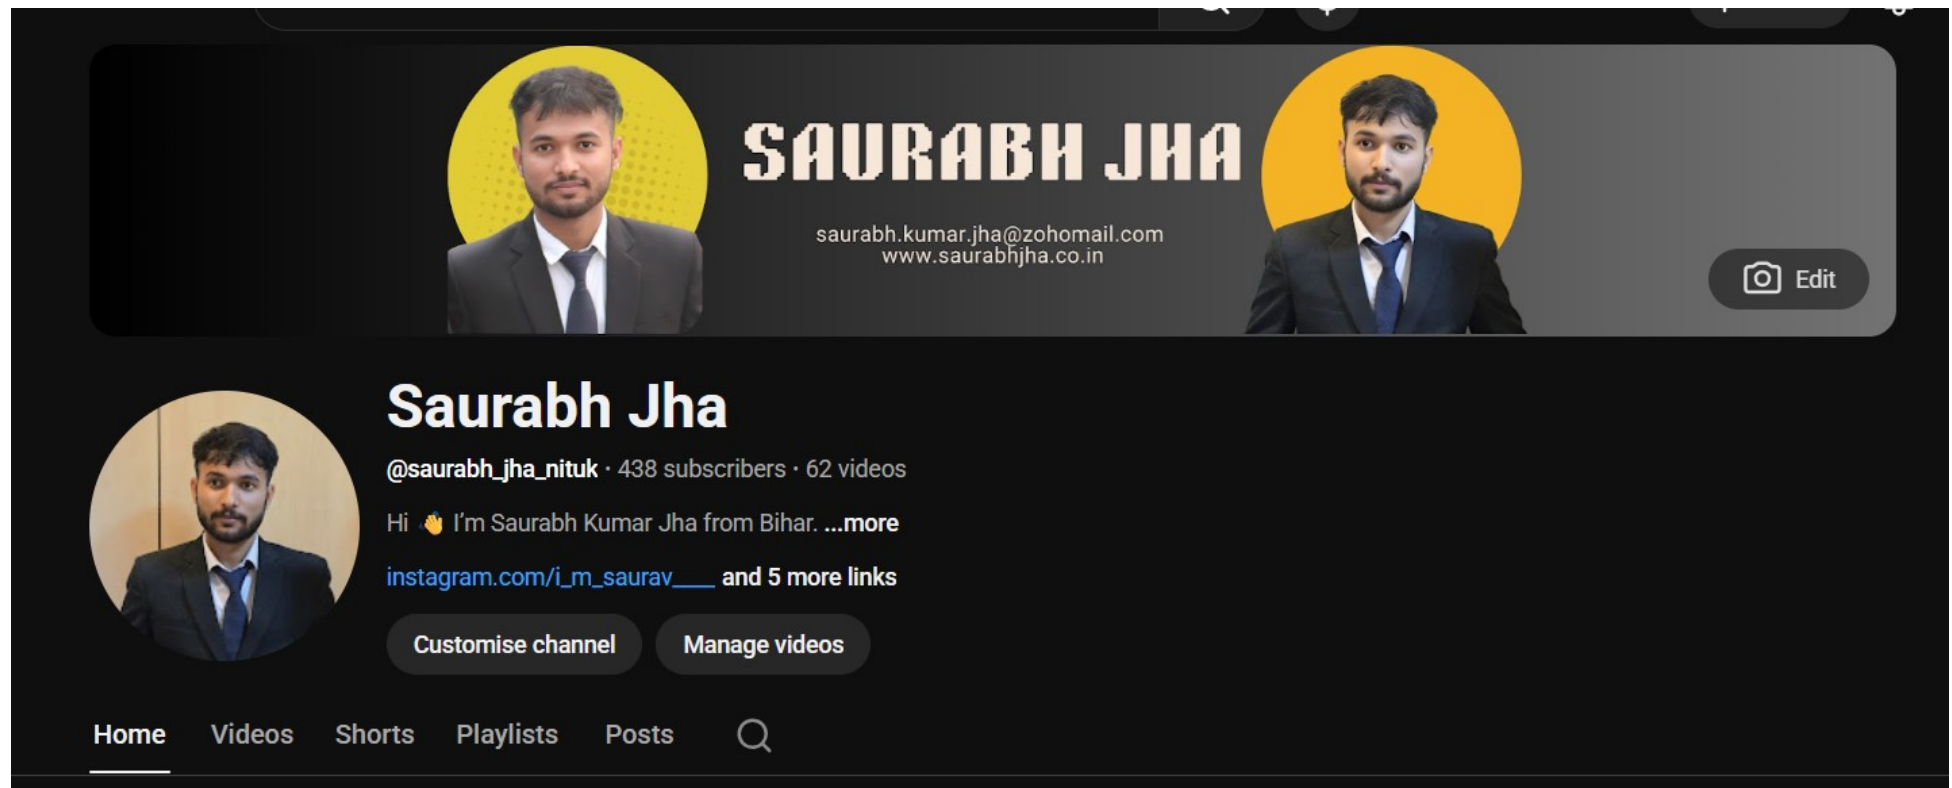 SAURABH JHA
saurabh.kumar.jha@zohomail.com
www.saurabhjha.co.in
Edit
Saurabh Jha
@saurabh_jha_nituk · 438 subscribers · 62 videos
Hi 👋 I’m Saurabh Kumar Jha from Bihar. ...more
instagram.com/i_m_saurav____ and 5 more links
Customise channel Manage videos
Home Videos Shorts Playlists Posts